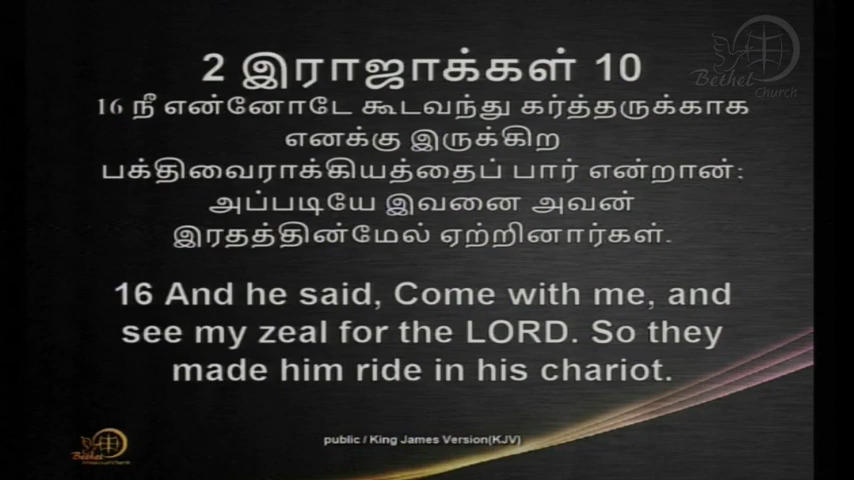 Bethel
Church
2 இராஜாக்கள் 10
16 நீ என்னோடே கூடவந்து கர்த்தருக்காக
எனக்கு இருக்கிற
பக்திவைராக்கியத்தைப் பார் என்றான்;
அப்படியே இவனை அவன்
இரதத்தின்மேல் ஏற்றினார்கள்.
16 And he said, Come with me, and
see my zeal for the LORD. So they
made him ride in his chariot.
public / King James Version(KJV)
Bethel